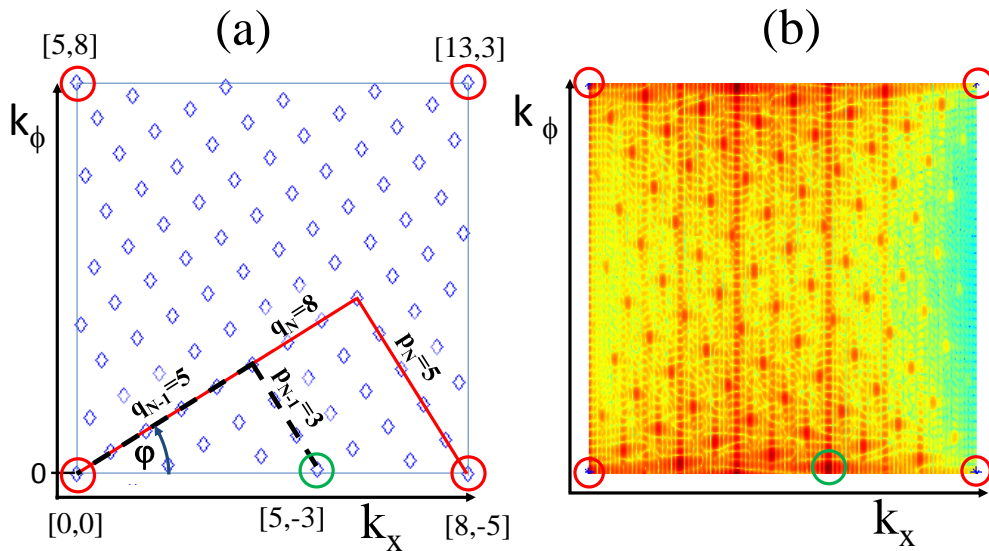 (a)
(b)
[5,8]
[13,3]
kϕ
k ϕ
qN=8
pN=5
qN-1=5
pN-1=3
φ
0
[0,0]
[5,-3]
[8,-5]
kx
kx